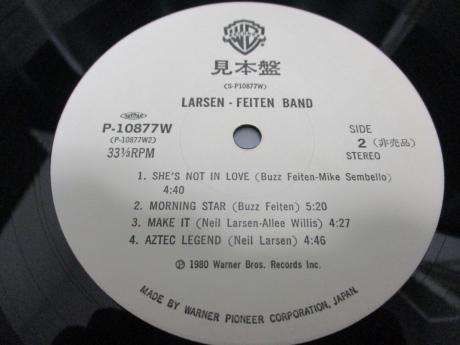 見本盤
(S-P10877W)
LARSEN - FEITEN BAND
P-10877W
(P-10877W2)
33⅓RPM
SIDE
2 (非売品)
STEREO
1. SHE'S NOT IN LOVE (Buzz Feiten-Mike Sembello)
4:40
2. MORNING STAR (Buzz Feiten) 5:20
3. MAKE IT (Neil Larsen-Allee Willis) 4:27
4. AZTEC LEGEND (Neil Larsen) 4:46
Ⓟ 1980 Warner Bros. Records Inc.
MADE BY WARNER PIONEER CORPORATION, JAPAN.